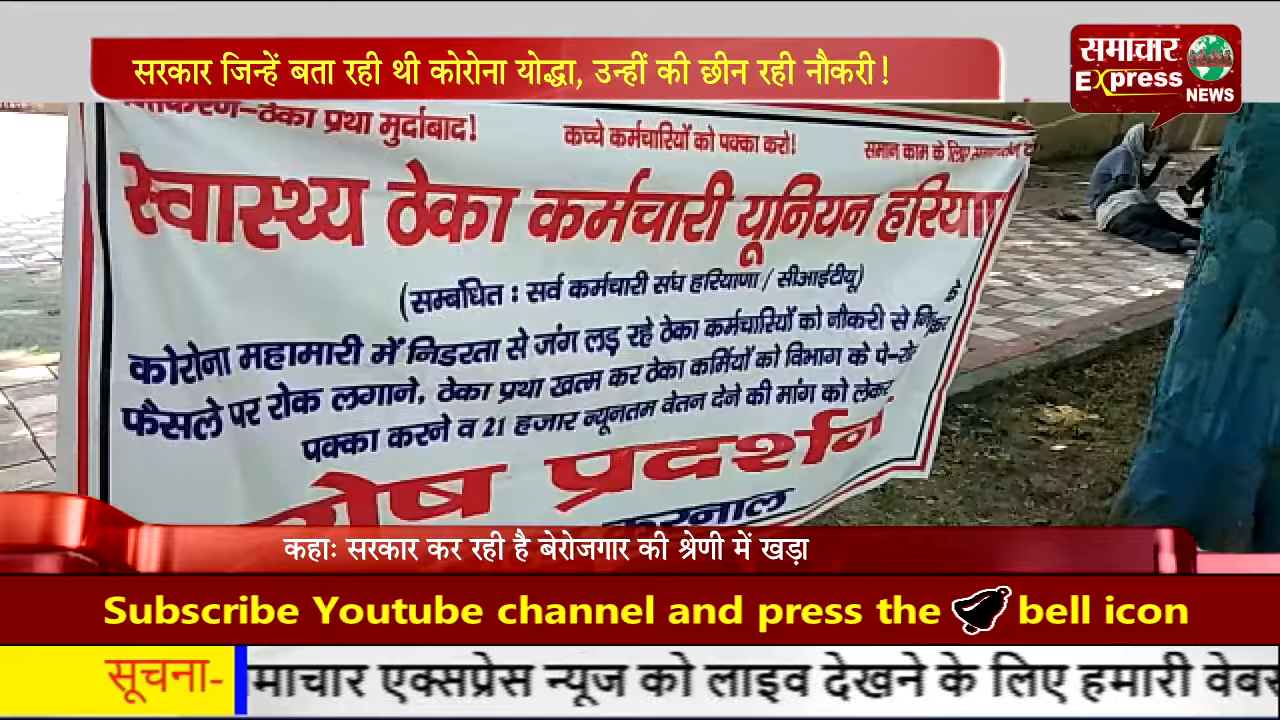 सरकार जिन्हें बता रही थी कोरोना योद्धा, उन्हीं की छीन रही नौकरी!
समाचार
Express
NEWS
ठेका प्रथा मुर्दाबाद!
कच्चे कर्मचारियों को पक्का करो!
समान काम के लिए
स्वास्थ्य ठेका कर्मचारी यूनियन हरियाणा
(सम्बंधित : सर्व कर्मचारी संघ हरियाणा / सीआईटीयू)
कोरोना महामारी में निडरता से जंग लड़ रहे ठेका कर्मचारियों को नौकरी से के
फैसले पर रोक लगाने, ठेका प्रथा खत्म कर ठेका कर्मियों को विभाग के
पक्का करने व 21 हजार न्यूनतम वेतन देने की मांग को लेकर
रोष प्रदर्शन
करनाल
कहाः सरकार कर रही है बेरोजगार की श्रेणी में खड़ा
Subscribe Youtube channel and press the bell icon
सूचना- माचार एक्सप्रेस न्यूज को लाइव देखने के लिए हमारी वेबस